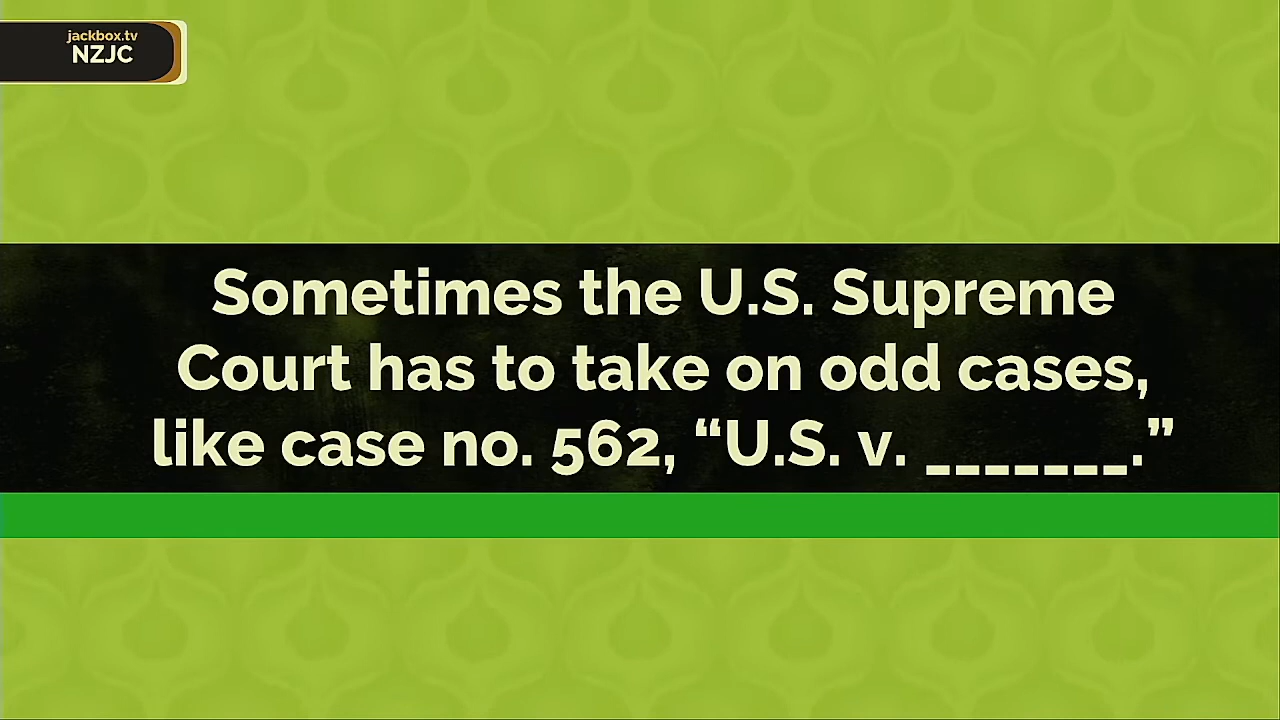 jackbox.tv
NZJC
Sometimes the U.S. Supreme
Court has to take on odd cases,
like case no. 562, “U.S. v. _______.”